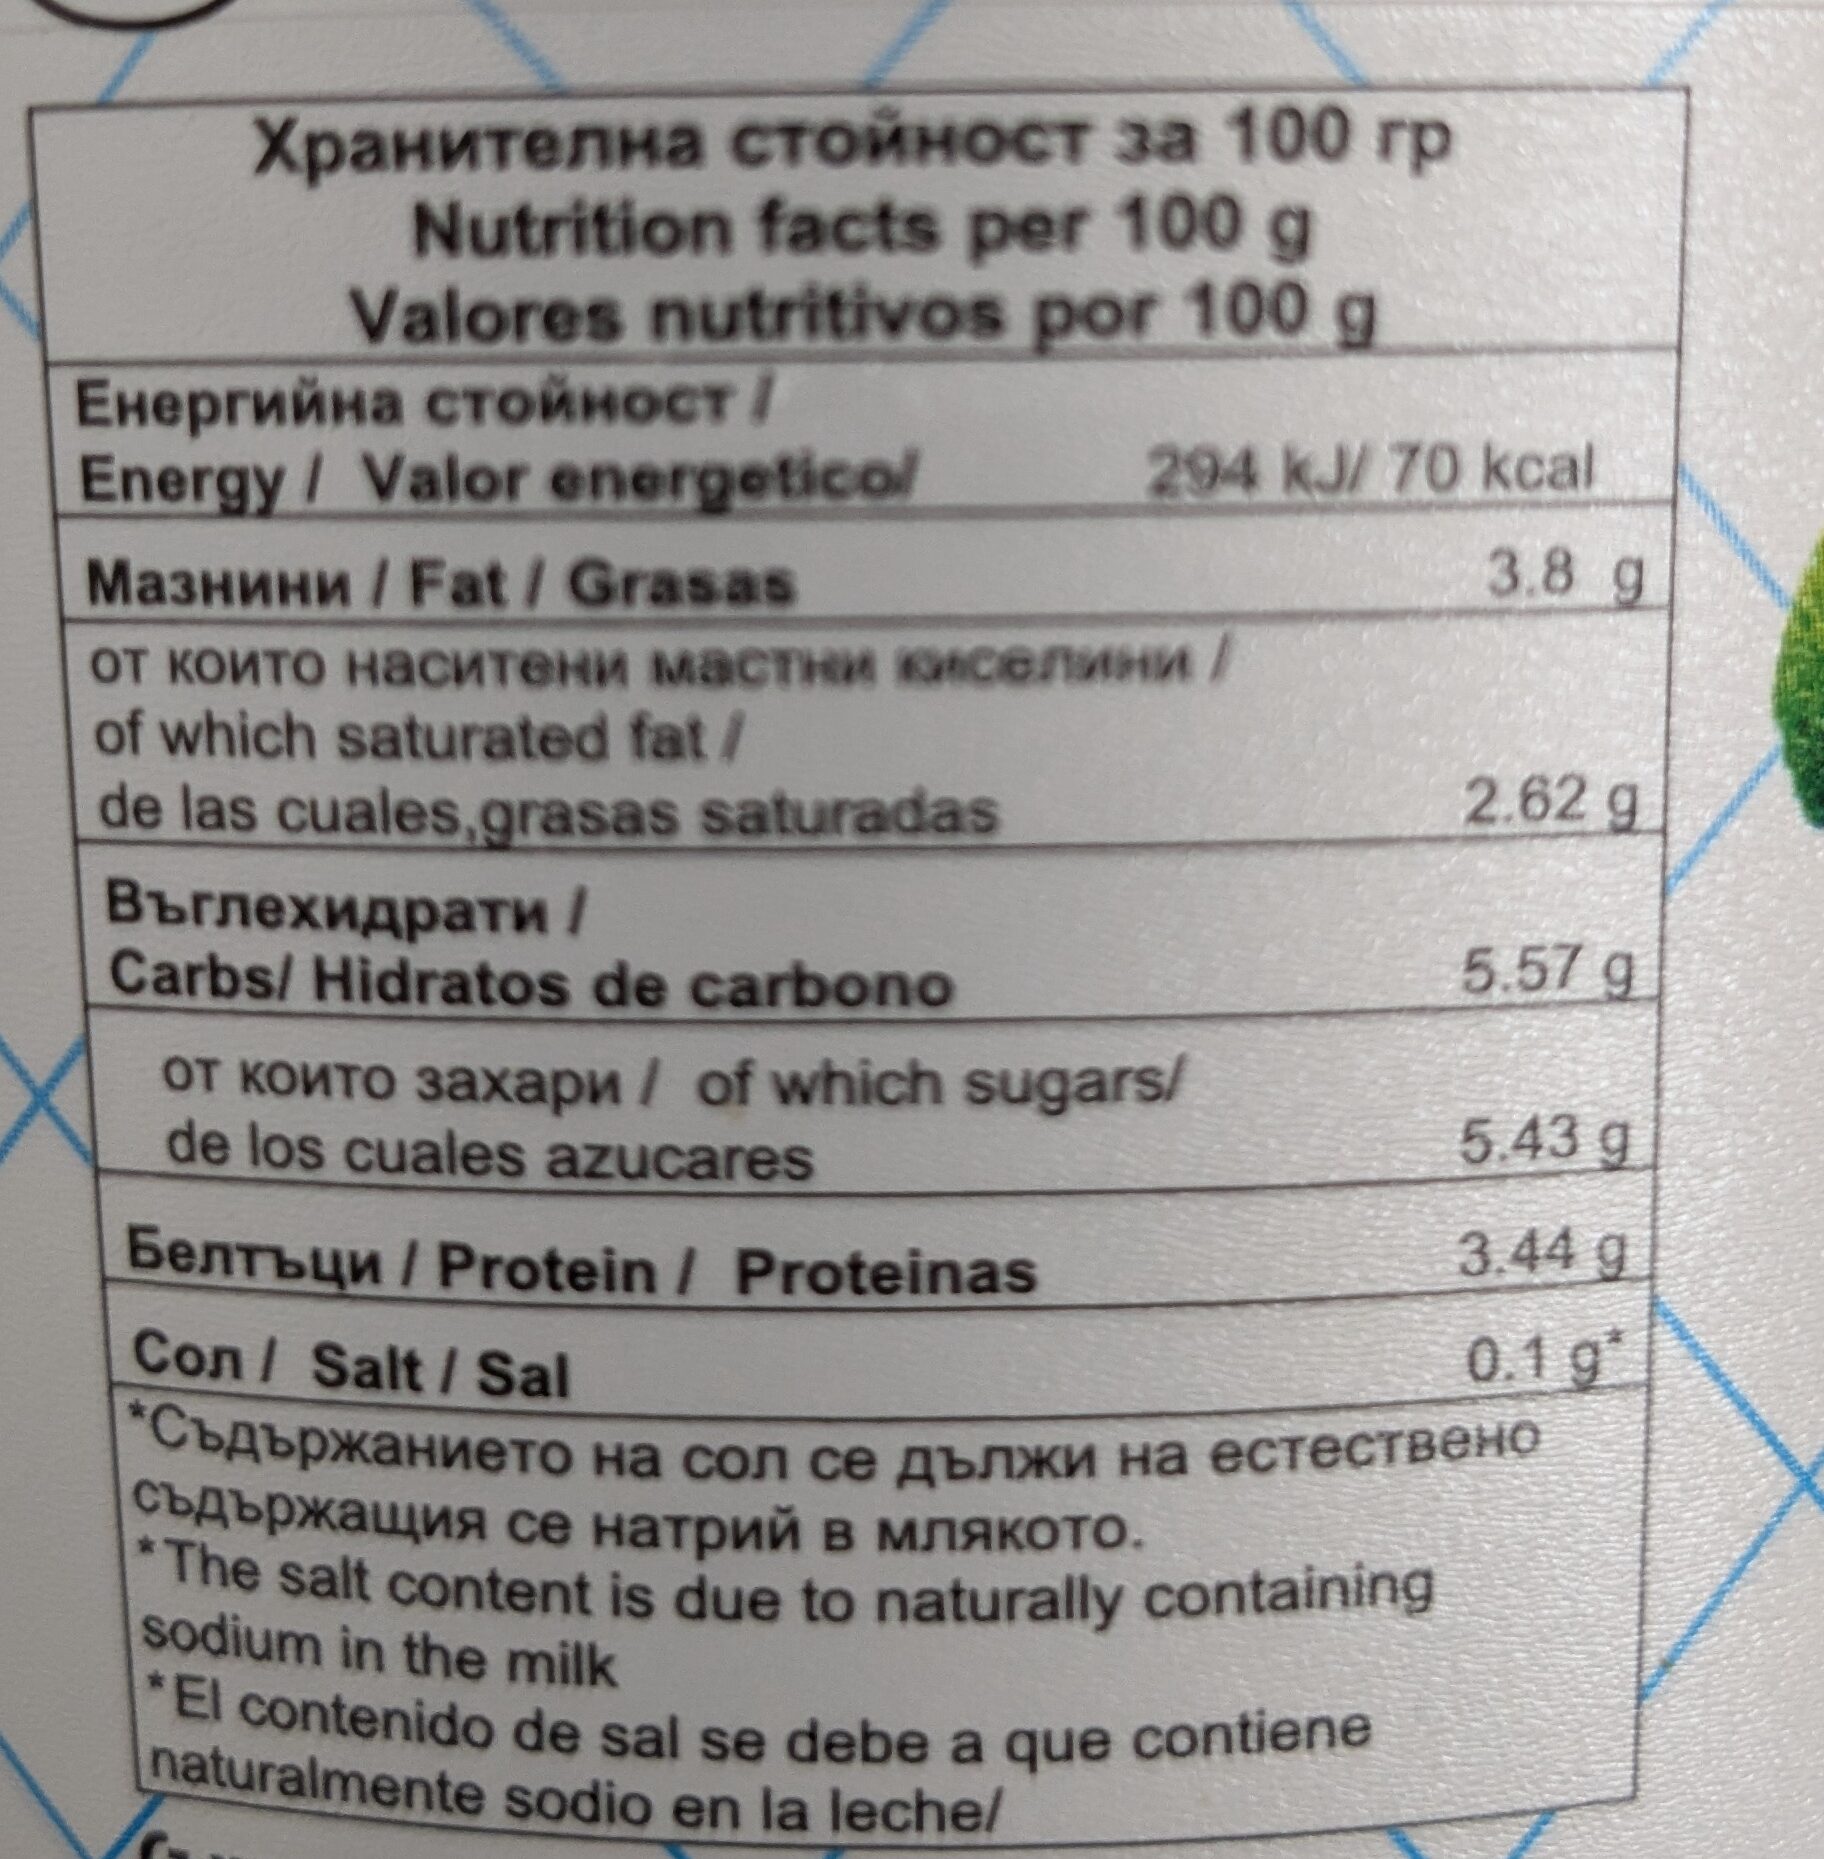 Хранителна стойност за 100 гр
Nutrition facts per 100 g
Valores nutritivos por 100 g
Енергийна стойност /
Energy / Valor energetico/ 294 kJ/ 70 kcal
Мазнини / Fat / Grasas 3.8 g
от които наситени мастни киселини /
of which saturated fat /
de las cuales,grasas saturadas 2.62 g
Въглехидрати /
Carbs/ Hidratos de carbono 5.57 g
от които захари / of which sugars/
de los cuales azucares 5.43 g
Белтъци / Protein / Proteinas 3.44 g
Сол / Salt / Sal 0.1 g*
*Съдържанието на сол се дължи на естествено
съдържащия се натрий в млякото.
*The salt content is due to naturally containing
sodium in the milk
*El contenido de sal se debe a que contiene
naturalmente sodio en la leche/